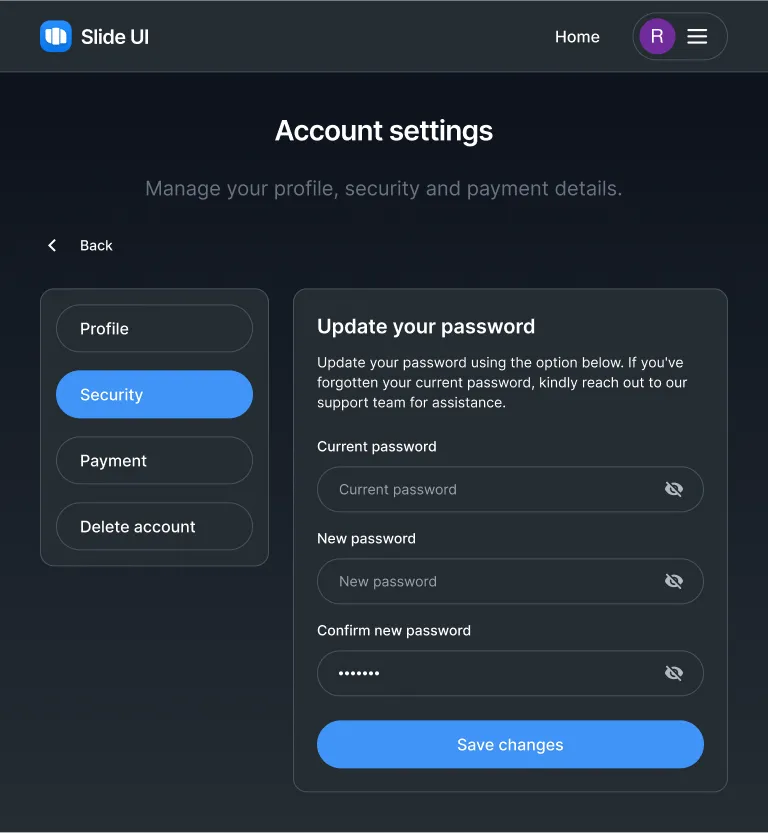 Slide UI
Home
R
Account settings
Manage your profile, security and payment details.
Back
Profile
Security
Payment
Delete account
Update your password
Update your password using the option below. If you've
forgotten your current password, kindly reach out to our
support team for assistance.
Current password
Current password
New password
New password
Confirm new password
•••••••
Save changes